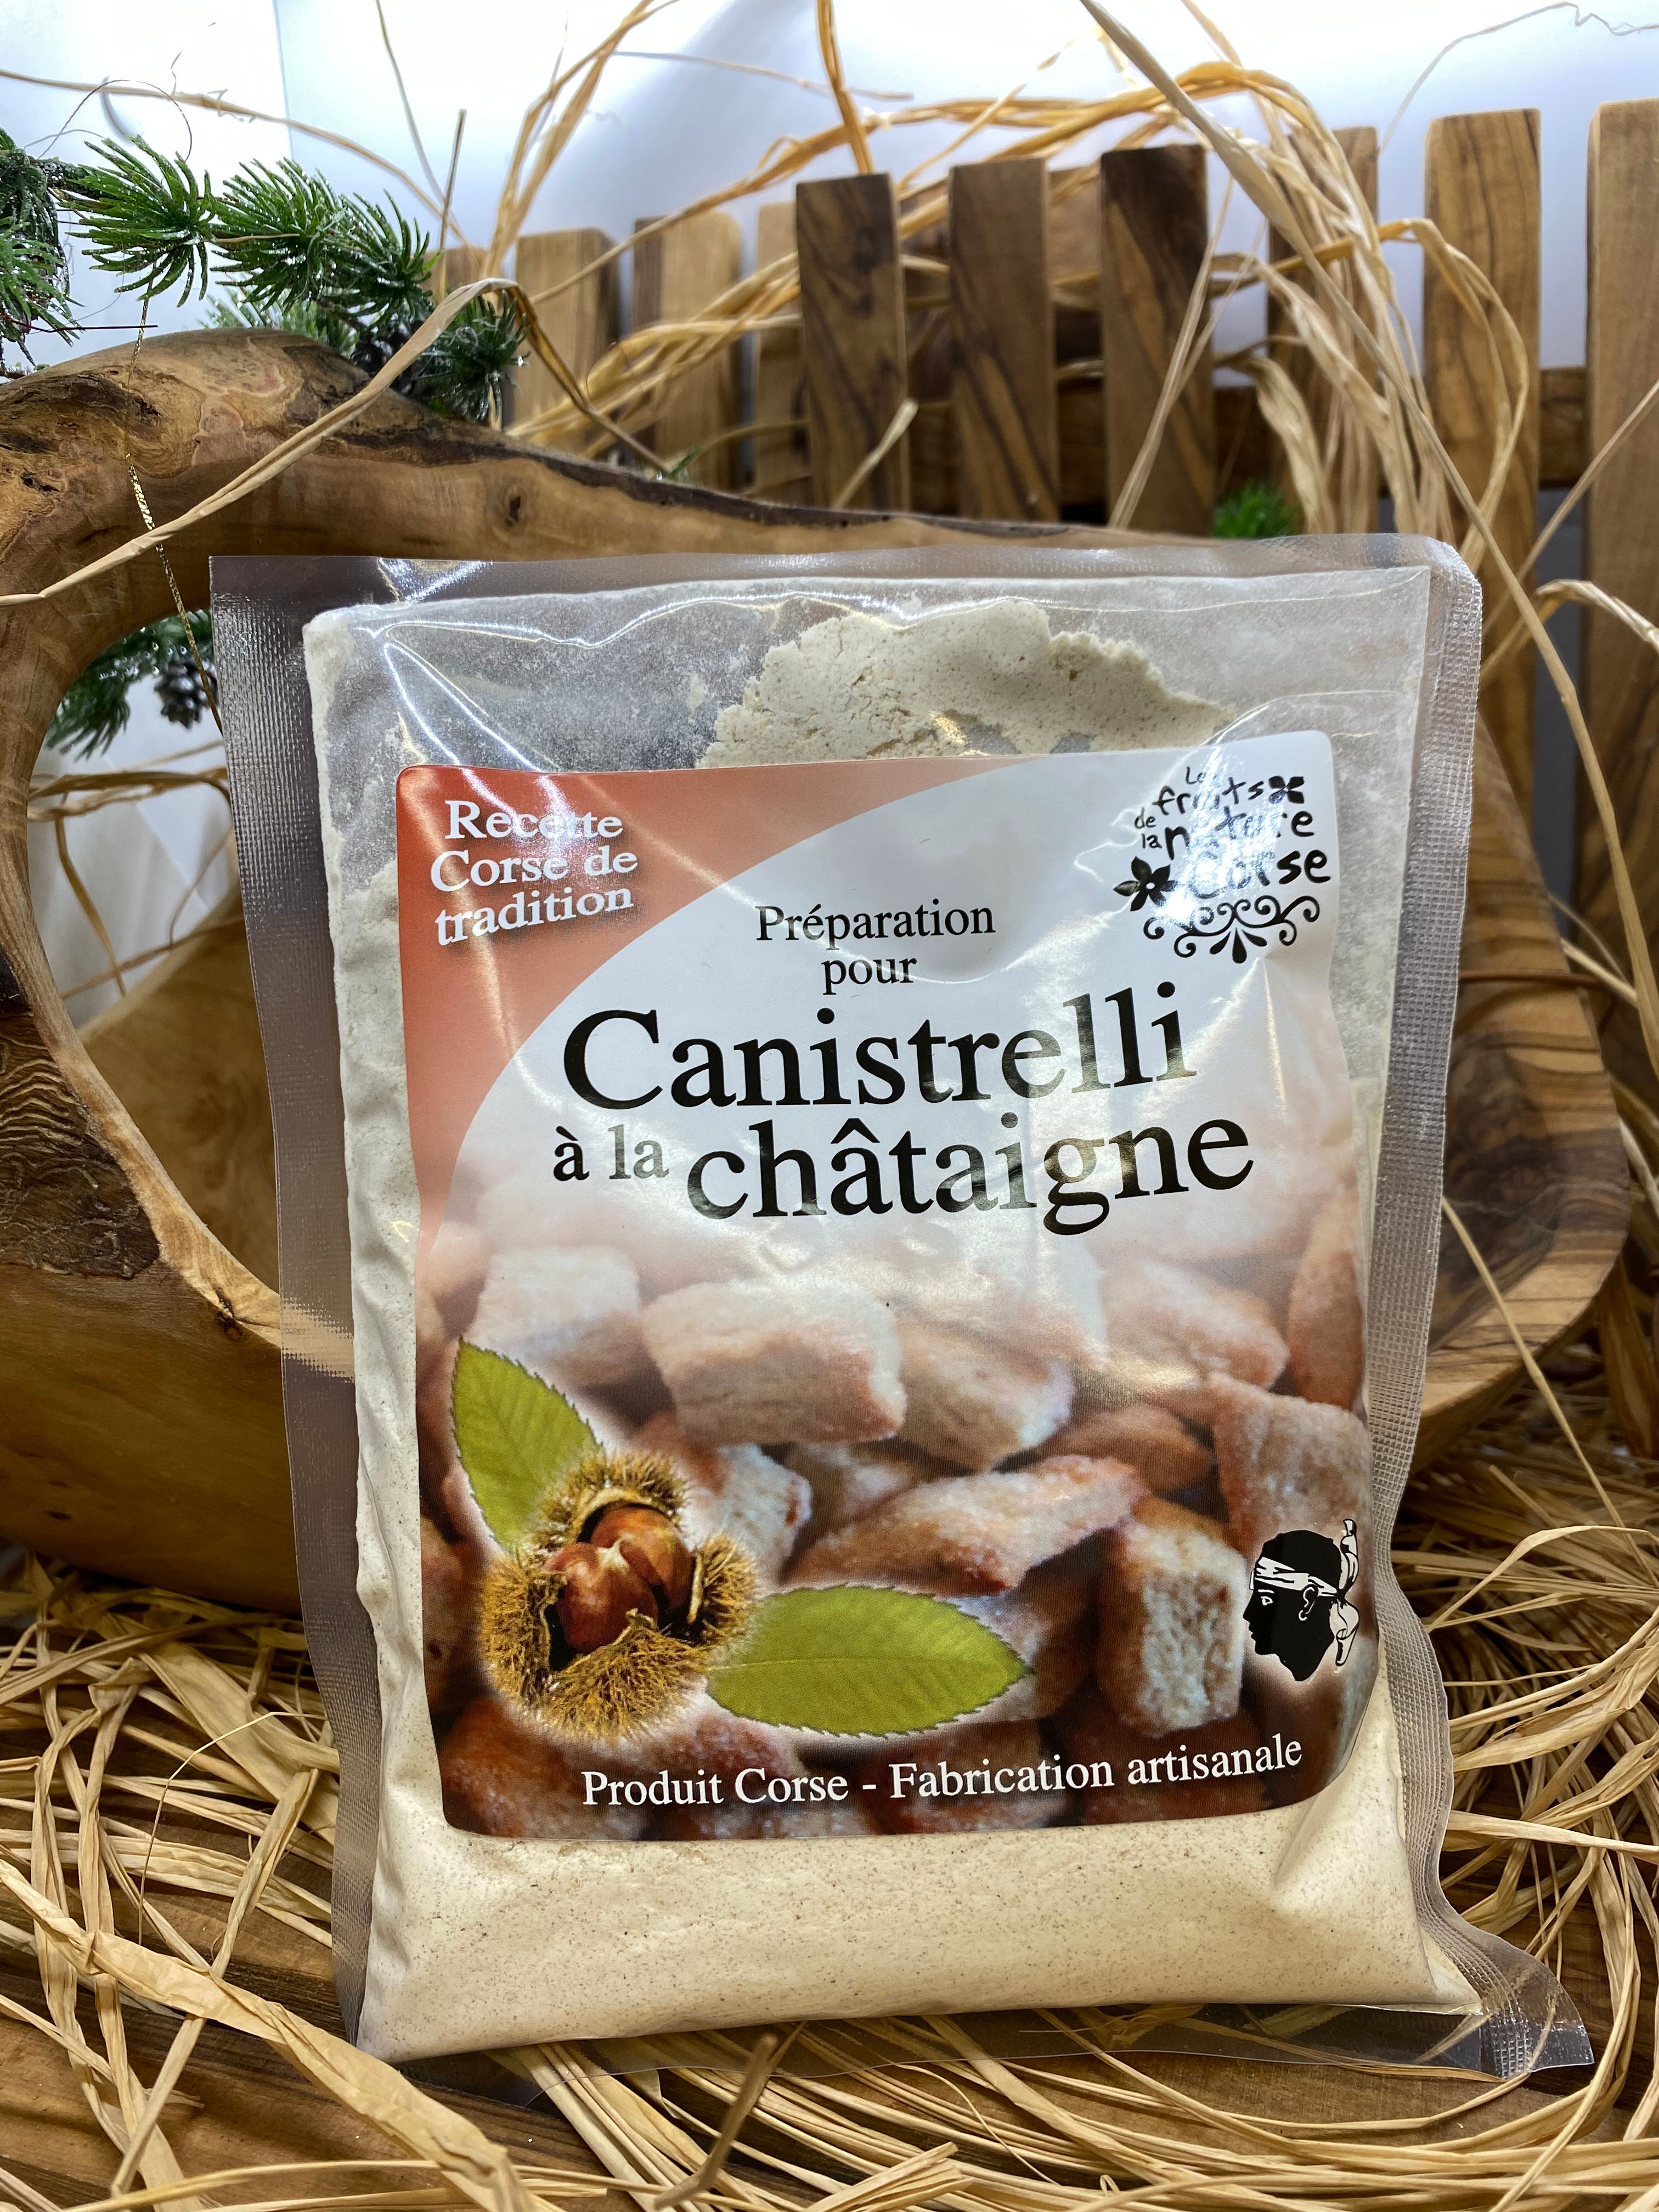 Recette
Corse de
tradition
Les
fruits
de
la nature
Corse
Préparation
pour
Canistrelli
à la châtaigne
Produit Corse - Fabrication artisanale